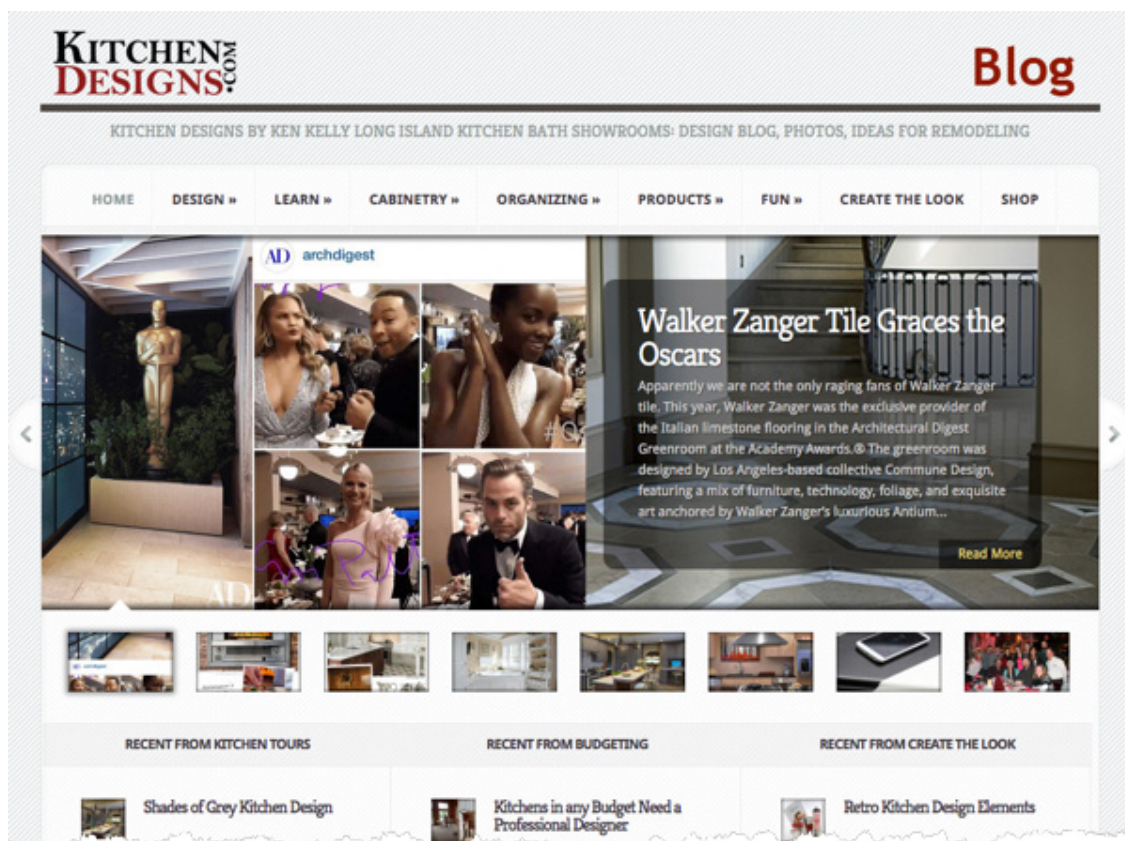 KITCHEN
DESIGNS.COM
Blog
KITCHEN DESIGNS BY KEN KELLY LONG ISLAND KITCHEN BATH SHOWROOMS: DESIGN BLOG, PHOTOS, IDEAS FOR REMODELING
HOME DESIGN » LEARN » CABINETRY » ORGANIZING » PRODUCTS » FUN » CREATE THE LOOK SHOP
AD archdigest
Walker Zanger Tile Graces the
Oscars
Apparently we are not the only raging fans of Walker Zanger
tile. This year, Walker Zanger was the exclusive provider of
the Italian limestone flooring in the Architectural Digest
Greenroom at the Academy Awards.® The greenroom was
designed by Los Angeles-based collective Commune Design,
featuring a mix of furniture, technology, foliage, and exquisite
art anchored by Walker Zanger's luxurious Antium...
Read More
AD
RECENT FROM KITCHEN TOURS RECENT FROM BUDGETING RECENT FROM CREATE THE LOOK
Shades of Grey Kitchen Design
Kitchens in any Budget Need a
Professional Designer
Retro Kitchen Design Elements